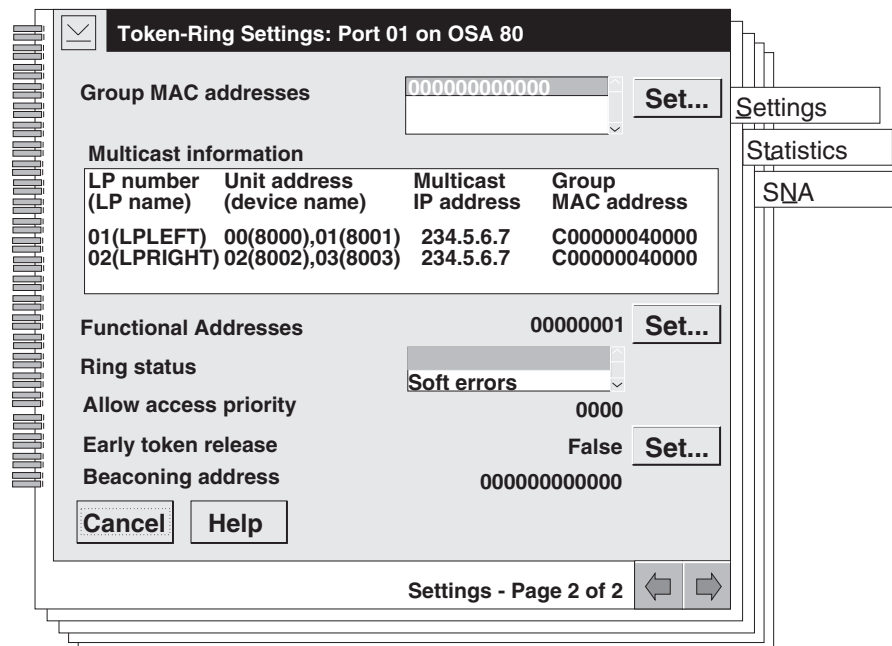 Token-Ring Settings: Port 01 on OSA 80
Group MAC addresses
000000000000
Set...
Settings
Statistics
SNA
Multicast information
LP number Unit address Multicast Group
(LP name) (device name) IP address MAC address
01(LPLEFT) 00(8000),01(8001) 234.5.6.7 C00000040000
02(LPRIGHT) 02(8002),03(8003) 234.5.6.7 C00000040000
Functional Addresses 00000001 Set...
Ring status
Soft errors
Allow access priority 0000
Early token release False Set...
Beaconing address 000000000000
Cancel Help
Settings - Page 2 of 2